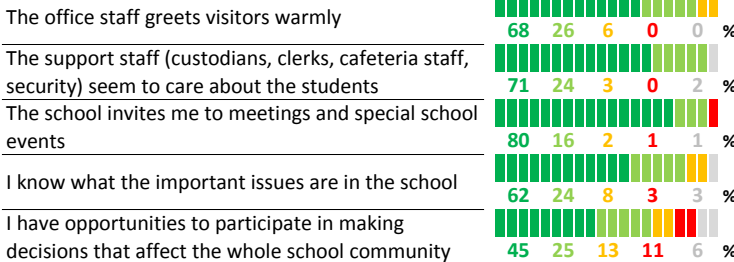 The office staff greets visitors warmly
68 26 6 0 0 %
The support staff (custodians, clerks, cafeteria staff,
security) seem to care about the students
71 24 3 0 2 %
The school invites me to meetings and special school
events
80 16 2 1 1 %
I know what the important issues are in the school
62 24 8 3 3 %
I have opportunities to participate in making
decisions that affect the whole school community
45 25 13 11 6 %